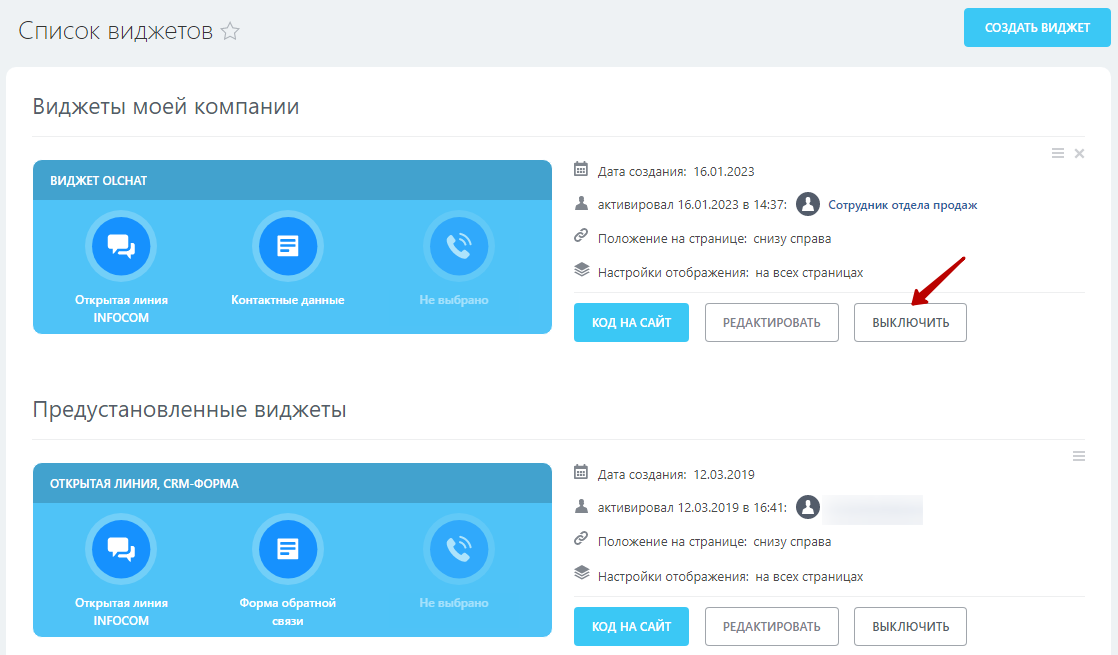 Список виджетов
СОЗДАТЬ ВИДЖЕТ
Виджеты моей компании
ВИДЖЕТ OLCHAT
Открытая линия
INFOCOM
Контактные данные
Не выбрано
Дата создания: 16.01.2023
активировал 16.01.2023 в 14:37: Сотрудник отдела продаж
Положение на странице: снизу справа
Настройки отображения: на всех страницах
КОД НА САЙТ
РЕДАКТИРОВАТЬ
ВЫКЛЮЧИТЬ
Предустановленные виджеты
ОТКРЫТАЯ ЛИНИЯ, CRM-ФОРМА
Открытая линия
INFOCOM
Форма обратной
связи
Не выбрано
Дата создания: 12.03.2019
активировал 12.03.2019 в 16:41:
Положение на странице: снизу справа
Настройки отображения: на всех страницах
КОД НА САЙТ
РЕДАКТИРОВАТЬ
ВЫКЛЮЧИТЬ